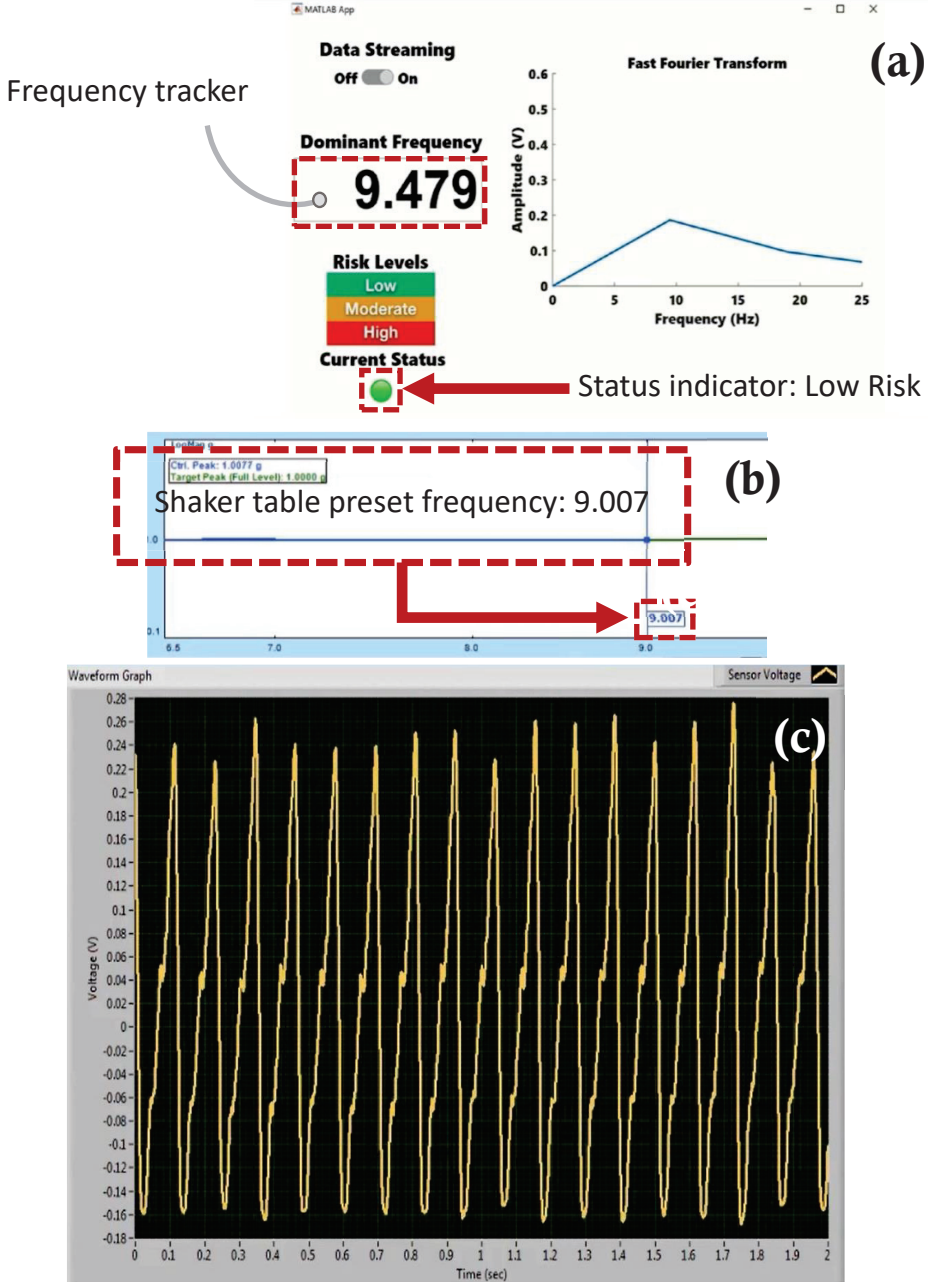 MATLAB App
(a)
Data Streaming
Off On
Frequency tracker
Dominant Frequency
9.479
Risk Levels
Low
Moderate
High
Current Status
Status indicator: Low Risk
Fast Fourier Transform
Amplitude (V)
0.6
0.5
0.4
0.3
0.2
0.1
0
0 5 10 15 20 25
Frequency (Hz)
(b)
Ctrl. Peak: 1.0077 g
Target Peak (Full Level): 1.0000 g
Shaker table preset frequency: 9.007
9.007
1.0
0.1
6.5 7.0 8.0 9.0
Waveform Graph
Sensor Voltage
(c)
Voltage (V)
0.28
0.26
0.24
0.22
0.2
0.18
0.16
0.14
0.12
0.1
0.08
0.06
0.04
0.02
0
-0.02
-0.04
-0.06
-0.08
-0.1
-0.12
-0.14
-0.16
-0.18
0 0.1 0.2 0.3 0.4 0.5 0.6 0.7 0.8 0.9 1 1.1 1.2 1.3 1.4 1.5 1.6 1.7 1.8 1.9 2
Time (sec)